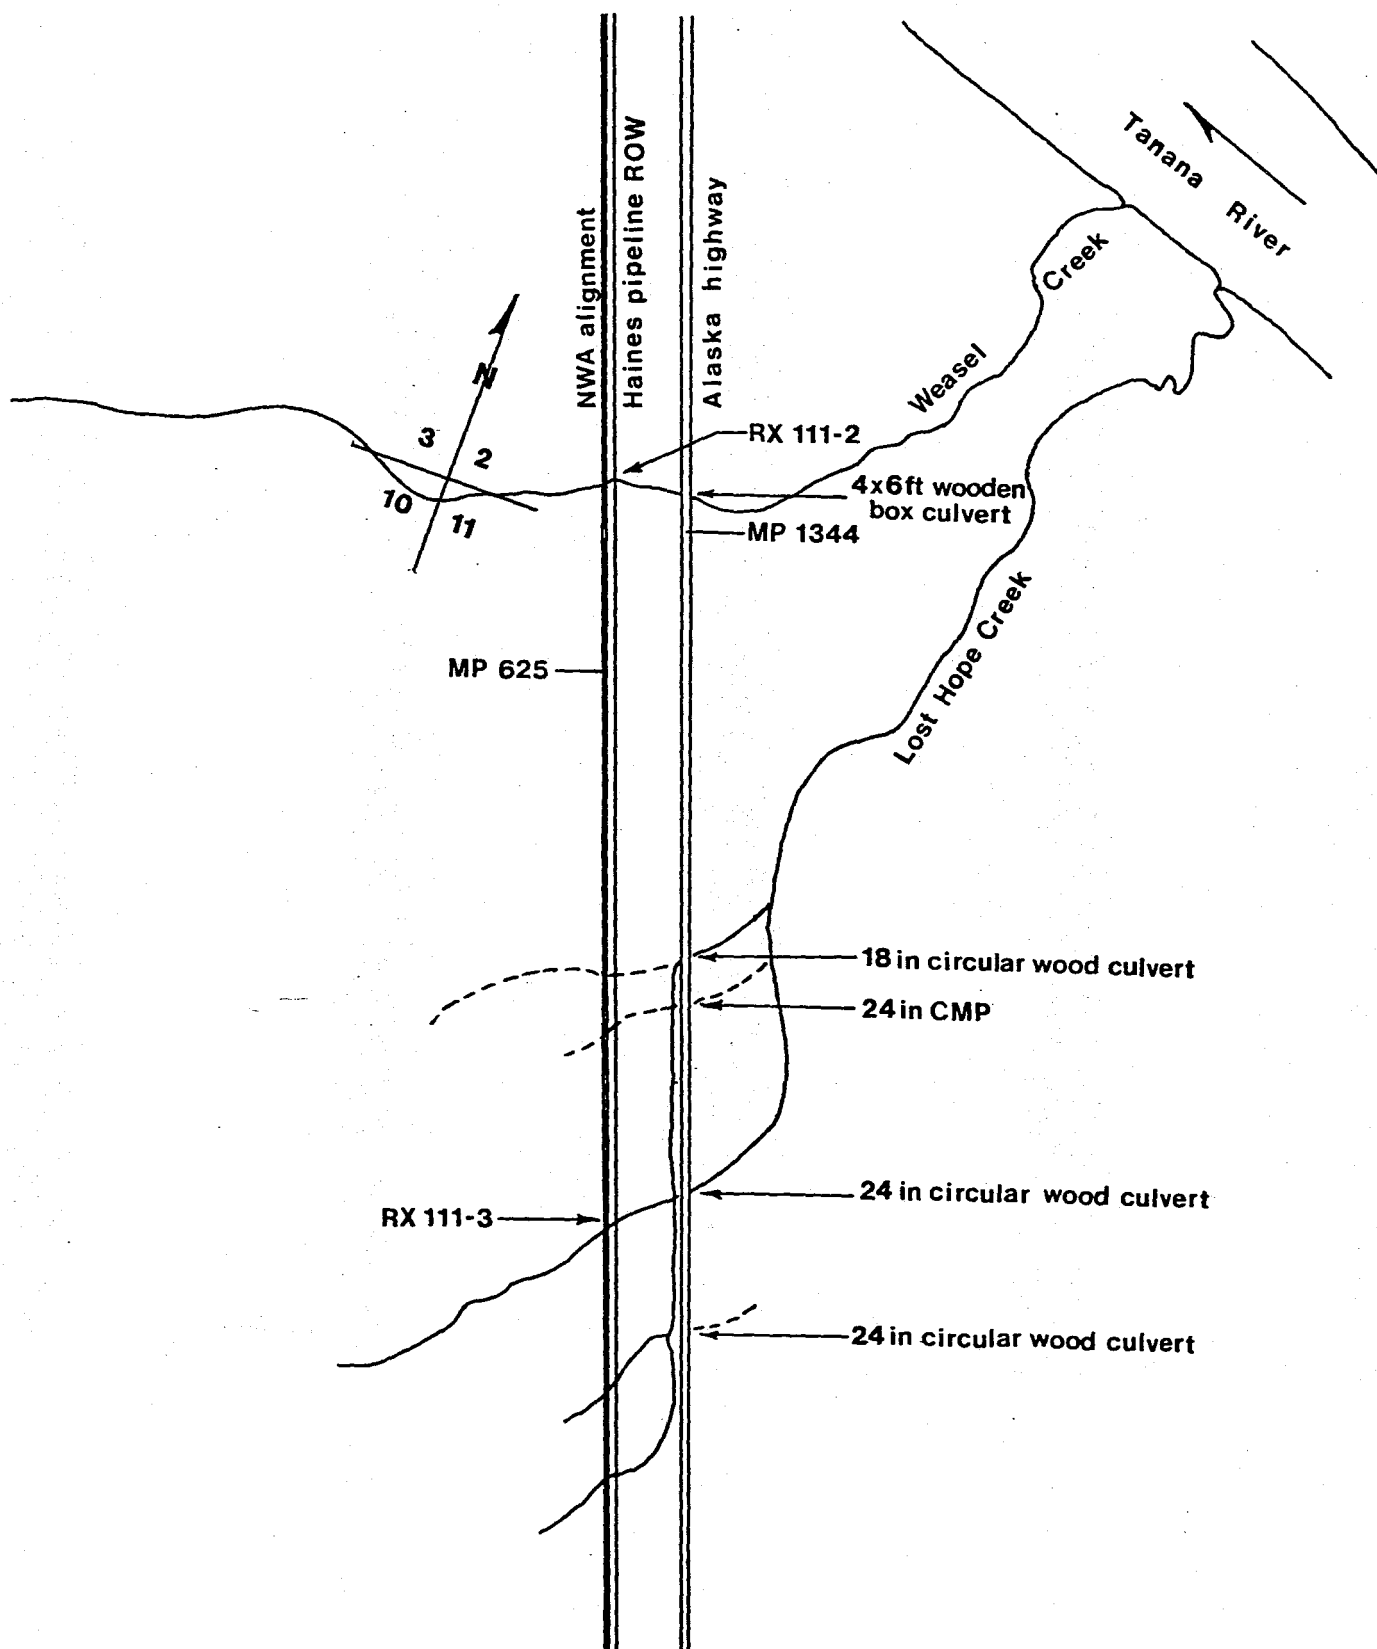 Tanana River
NWA alignment
Haines pipeline ROW
Alaska highway
Weasel Creek
N
3
2
10
11
RX 111-2
4x6ft wooden
box culvert
MP 1344
MP 625
Lost Hope Creek
18 in circular wood culvert
24 in CMP
24 in circular wood culvert
RX 111-3
24 in circular wood culvert